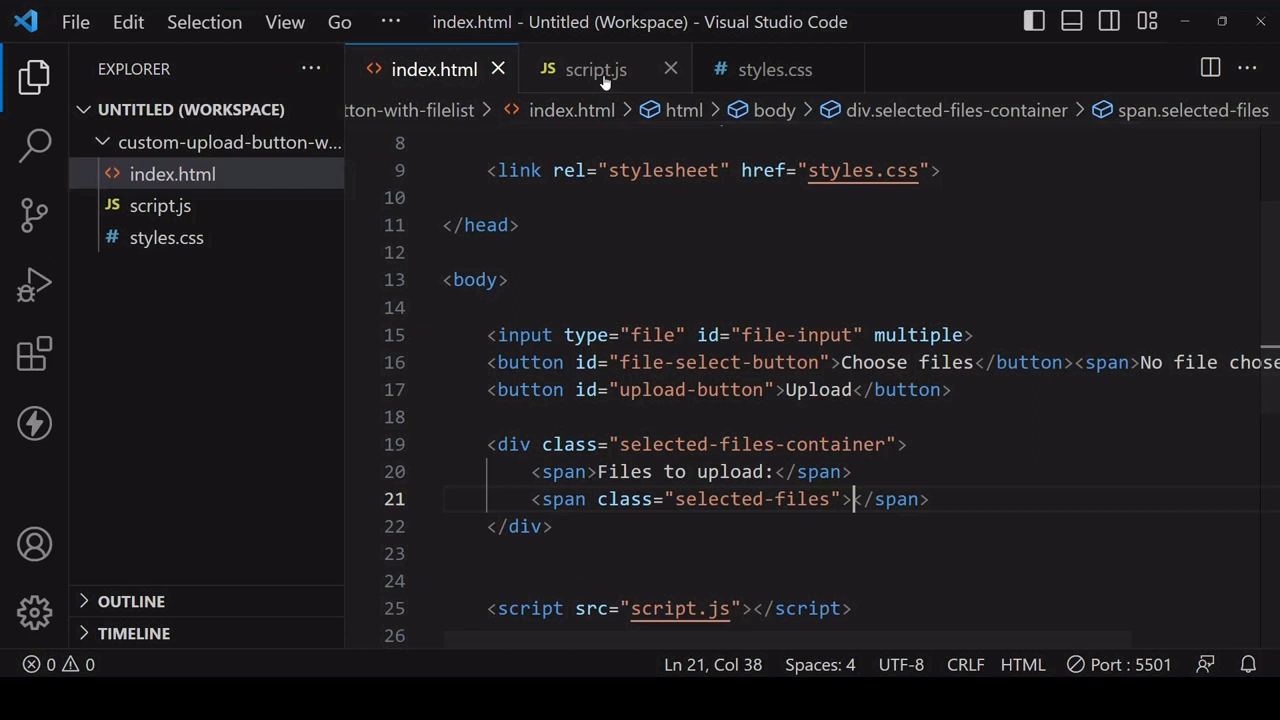 File Edit Selection View Go ··· index.html - Untitled (Workspace) - Visual Studio Code
EXPLORER ···
<> index.html JS script.js # styles.css ···
UNTITLED (WORKSPACE)
custom-upload-button-w...
<> index.html
JS script.js
# styles.css
OUTLINE
TIMELINE
tton-with-filelist > <> index.html > html > body > div.selected-files-container > span.selected-files
8
9 <link rel="stylesheet" href="styles.css">
10
11 </head>
12
13 <body>
14
15 <input type="file" id="file-input" multiple>
16 <button id="file-select-button">Choose files</button><span>No file chose
17 <button id="upload-button">Upload</button>
18
19 <div class="selected-files-container">
20 <span>Files to upload:</span>
21 <span class="selected-files"></span>
22 </div>
23
24
25 <script src="script.js"></script>
26
0 0 Ln 21, Col 38 Spaces: 4 UTF-8 CRLF HTML Port : 5501